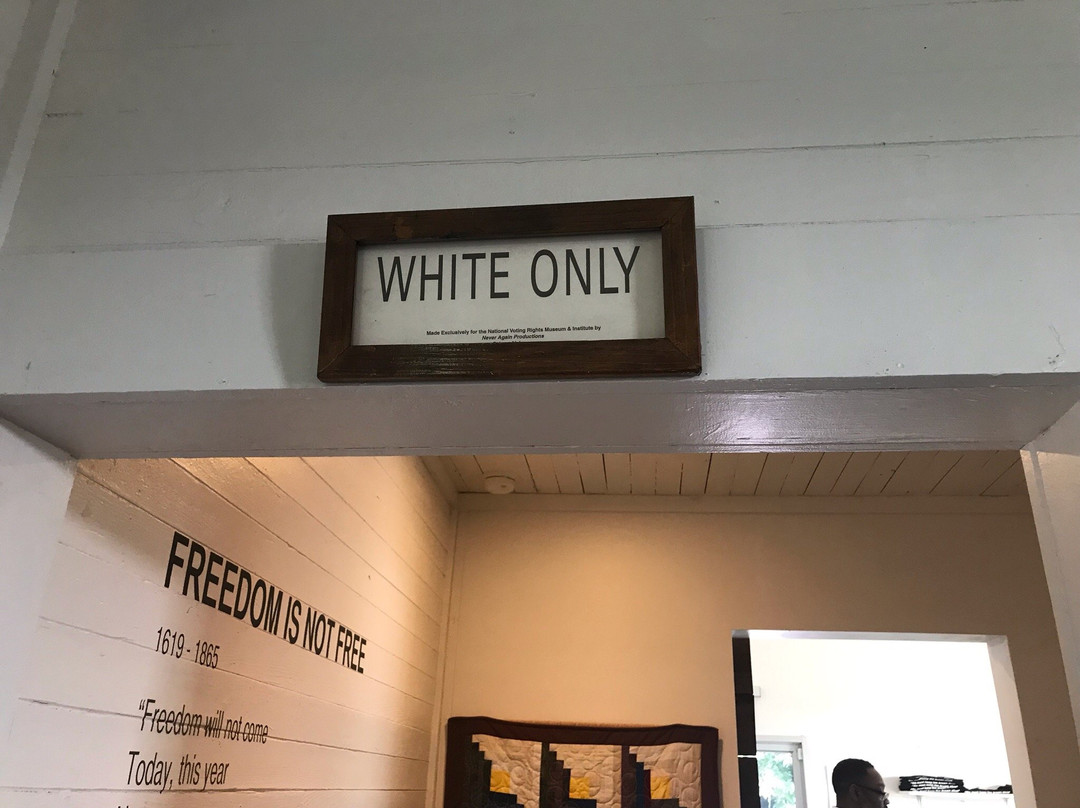 WHITE ONLY
Made Exclusively for the National Voting Rights Museum & Institute by
Never Again Productions
FREEDOM IS NOT FREE
1619 - 1865
"Freedom will not come
Today, this year